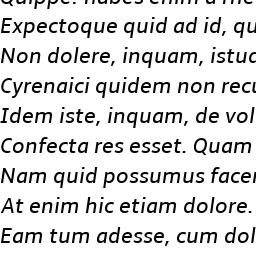 Quippe: habes enim a rhe
Expectoque quid ad id, qu
Non dolere, inquam, istud
Cyrenaici quidem non recu
Idem iste, inquam, de vol
Confecta res esset. Quam
Nam quid possumus facer
At enim hic etiam dolore.
Eam tum adesse, cum dol